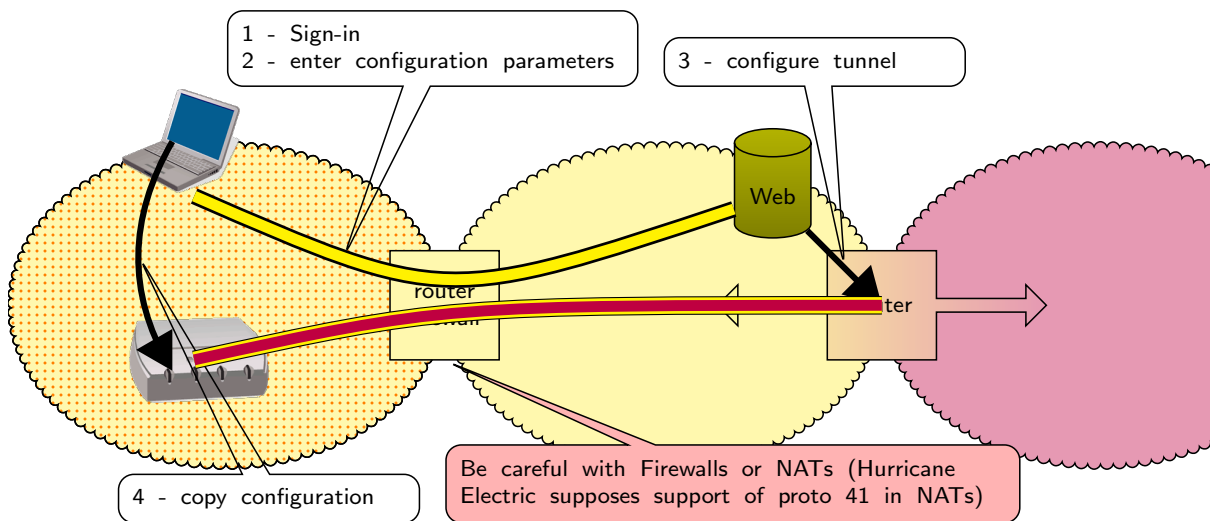 1 - Sign-in
2 - enter configuration parameters
3 - configure tunnel
Web
router
4 - copy configuration
Be careful with Firewalls or NATs (Hurricane
Electric supposes support of proto 41 in NATs)